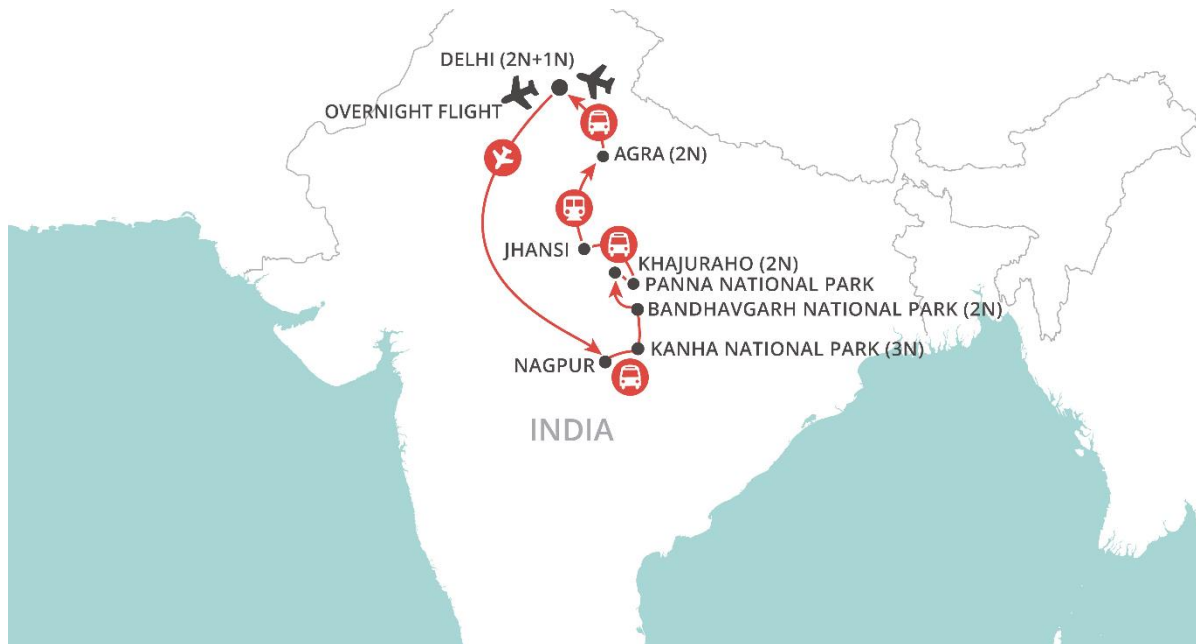 DELHI (2N+1N)
OVERNIGHT FLIGHT
AGRA (2N)
JHANSI
KHAJURAHO (2N)
PANNA NATIONAL PARK
BANDHAVGARH NATIONAL PARK (2N)
KANHA NATIONAL PARK (3N)
NAGPUR
INDIA